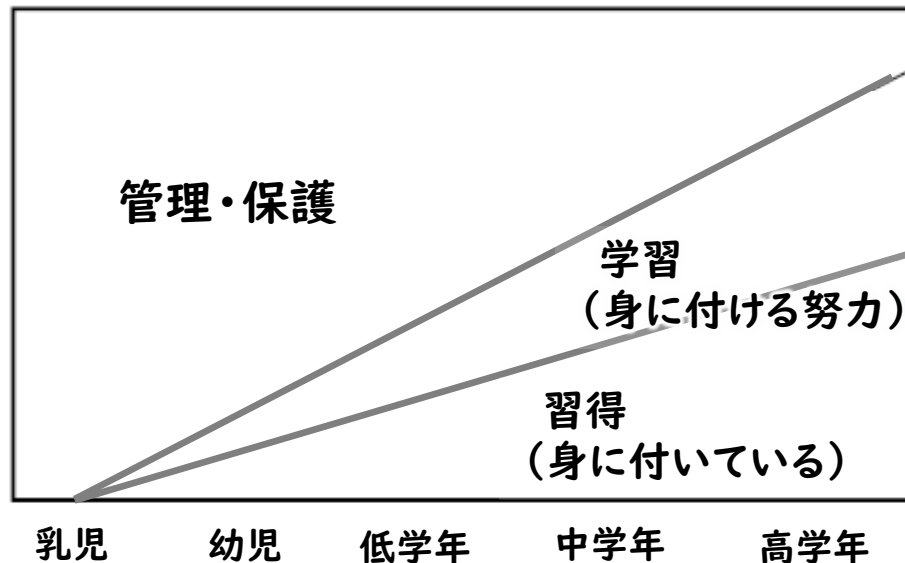 管理・保護
学習
（身に付ける努力）
習得
（身に付いている）
乳児 幼児 低学年 中学年 高学年